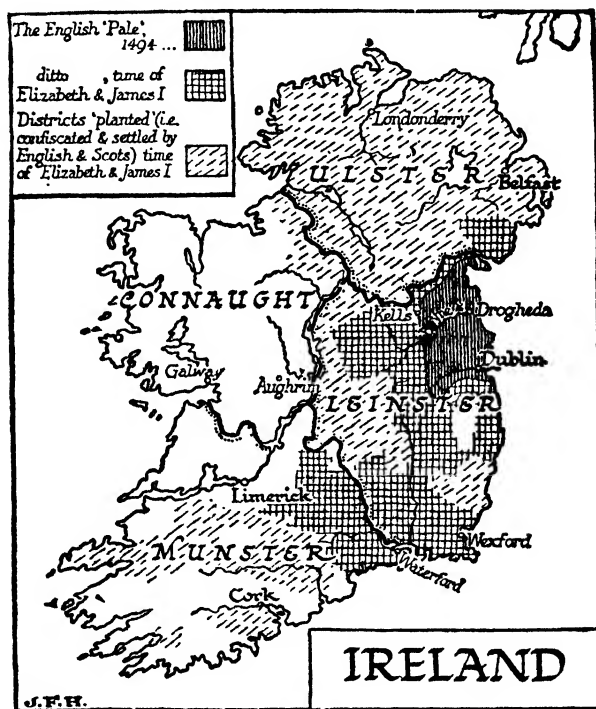 The English 'Pale',
1494 ...
ditto , time of
Elizabeth & James I
Districts 'planted' (i.e.
confiscated & settled by
English & Scots) time
of Elizabeth & James I
Londonderry
ULSTER
Belfast
CONNAUGHT
Kells
Drogheda
Galway
Aughrim
Dublin
LEINSTER
Limerick
Wexford
MUNSTER
Waterford
Cork
IRELAND
J.F.H.